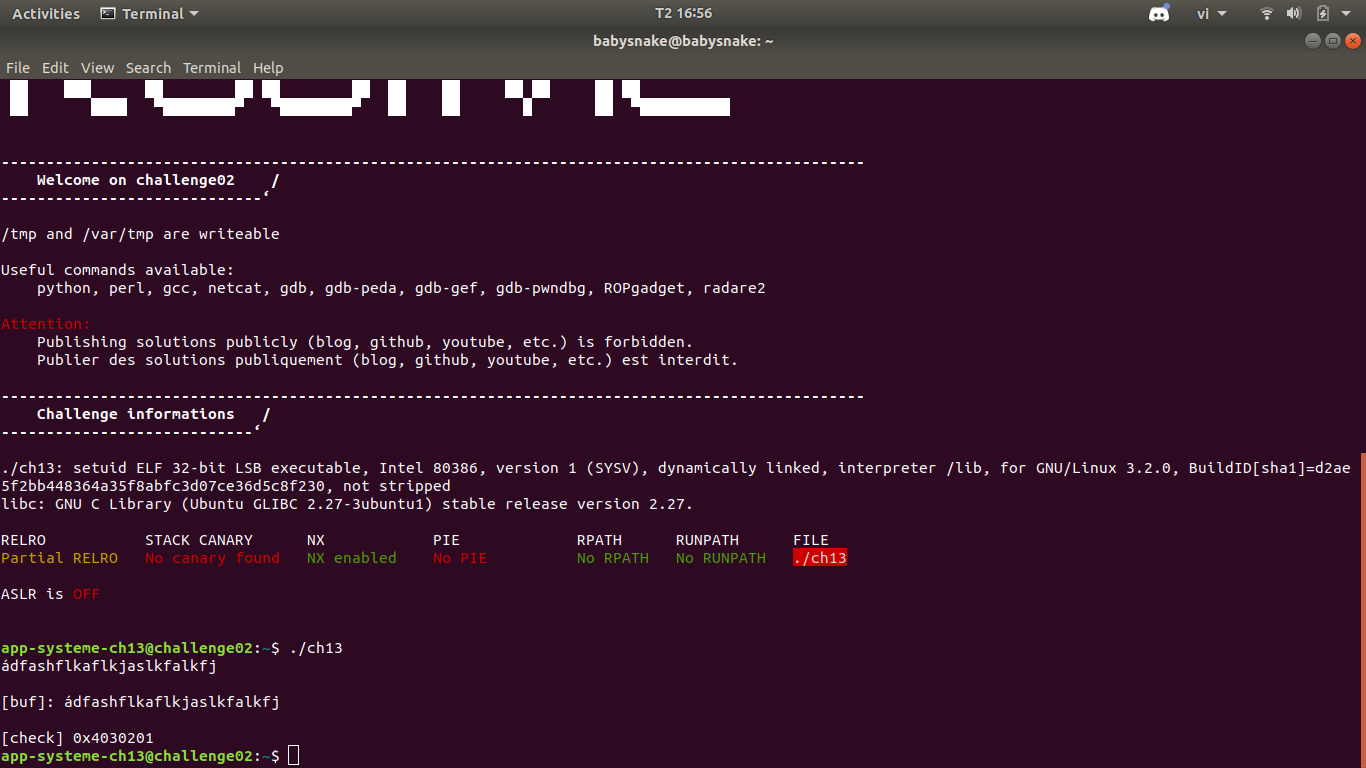 Activities Terminal T2 16:56 vi
babysnake@babysnake: ~
File Edit View Search Terminal Help
--------------------------------------------------------------------------------
    Welcome on challenge02    /
-----------------------------‘
/tmp and /var/tmp are writeable
Useful commands available:
    python, perl, gcc, netcat, gdb, gdb-peda, gdb-gef, gdb-pwndbg, ROPgadget, radare2
Attention:
    Publishing solutions publicly (blog, github, youtube, etc.) is forbidden.
    Publier des solutions publiquement (blog, github, youtube, etc.) est interdit.
--------------------------------------------------------------------------------
    Challenge informations   /
----------------------------‘
./ch13: setuid ELF 32-bit LSB executable, Intel 80386, version 1 (SYSV), dynamically linked, interpreter /lib, for GNU/Linux 3.2.0, BuildID[sha1]=d2ae
5f2bb448364a35f8abfc3d07ce36d5c8f230, not stripped
libc: GNU C Library (Ubuntu GLIBC 2.27-3ubuntu1) stable release version 2.27.
RELRO           STACK CANARY      NX            PIE             RPATH      RUNPATH      FILE
Partial RELRO   No canary found   NX enabled    No PIE          No RPATH   No RUNPATH   ./ch13
ASLR is OFF
app-systeme-ch13@challenge02:~$ ./ch13
ádfashflkaflkjaslkfalkfj
[buf]: ádfashflkaflkjaslkfalkfj
[check] 0x4030201
app-systeme-ch13@challenge02:~$